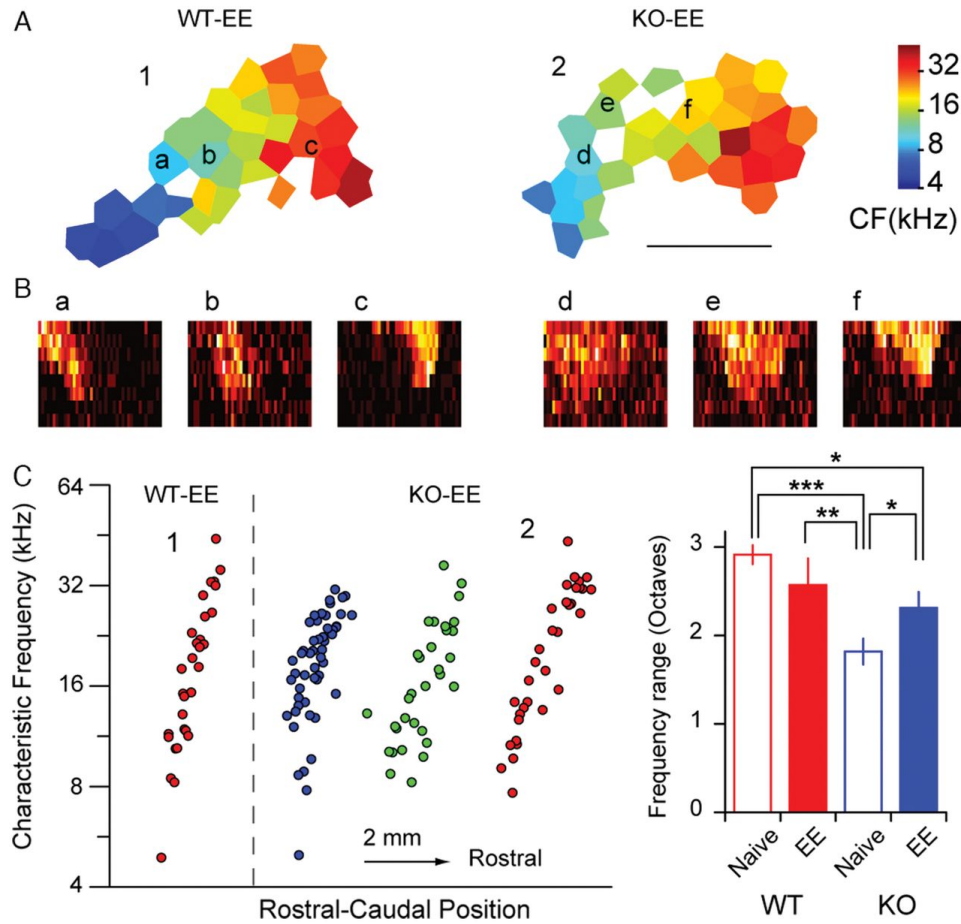 A
WT-EE
KO-EE
1
2
a
b
c
d
e
f
32
16
8
4
CF(kHz)
B
a
b
c
d
e
f
C
Characteristic Frequency (kHz)
64
32
16
8
4
WT-EE
KO-EE
1
2
2 mm
Rostral
Rostral-Caudal Position
Frequency range (Octaves)
3
2
1
0
*
***
**
*
Naive
EE
Naive
EE
WT
KO